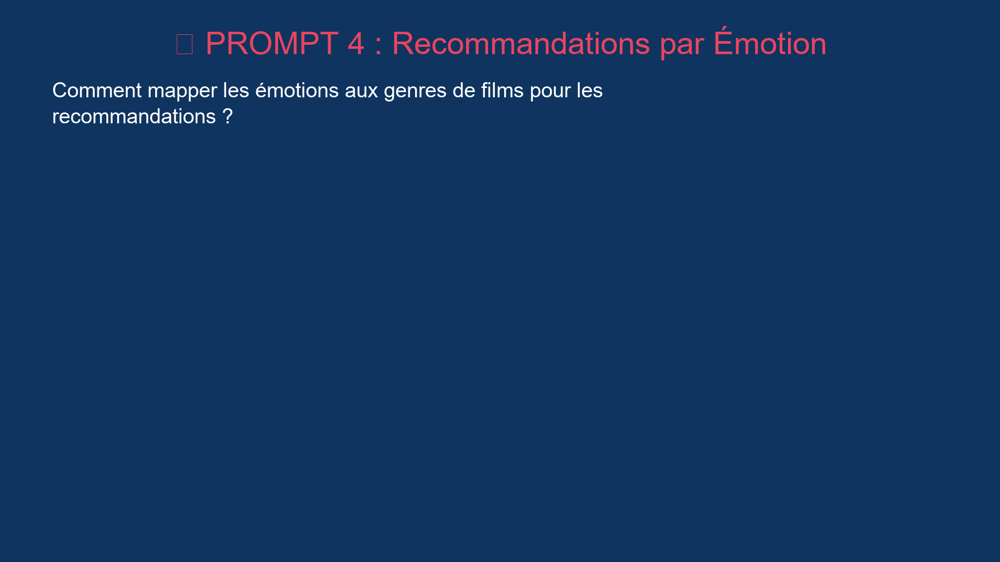 PROMPT 4 : Recommandations par Émotion
Comment mapper les émotions aux genres de films pour les
recommandations ?